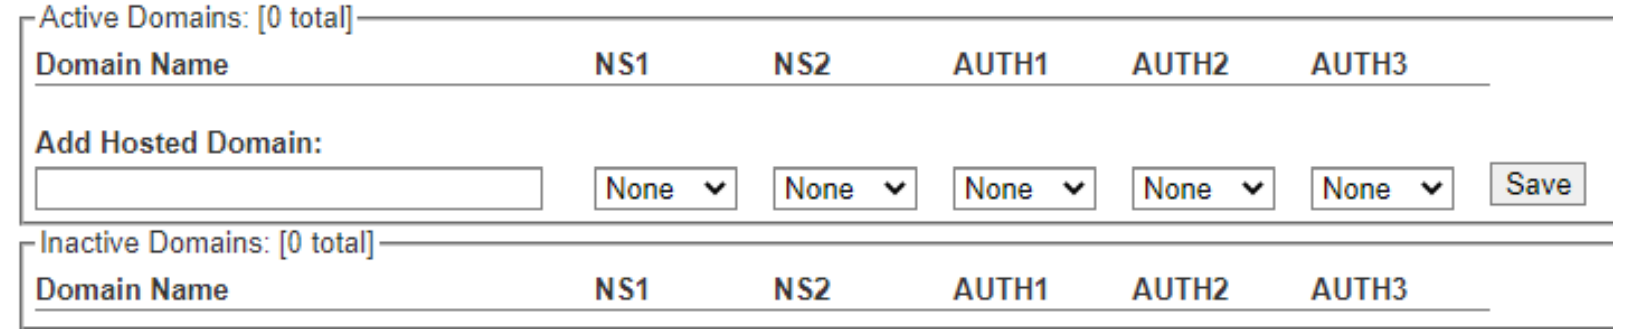 Active Domains: [0 total]
Domain Name NS1 NS2 AUTH1 AUTH2 AUTH3
Add Hosted Domain:
None None None None None Save
Inactive Domains: [0 total]
Domain Name NS1 NS2 AUTH1 AUTH2 AUTH3